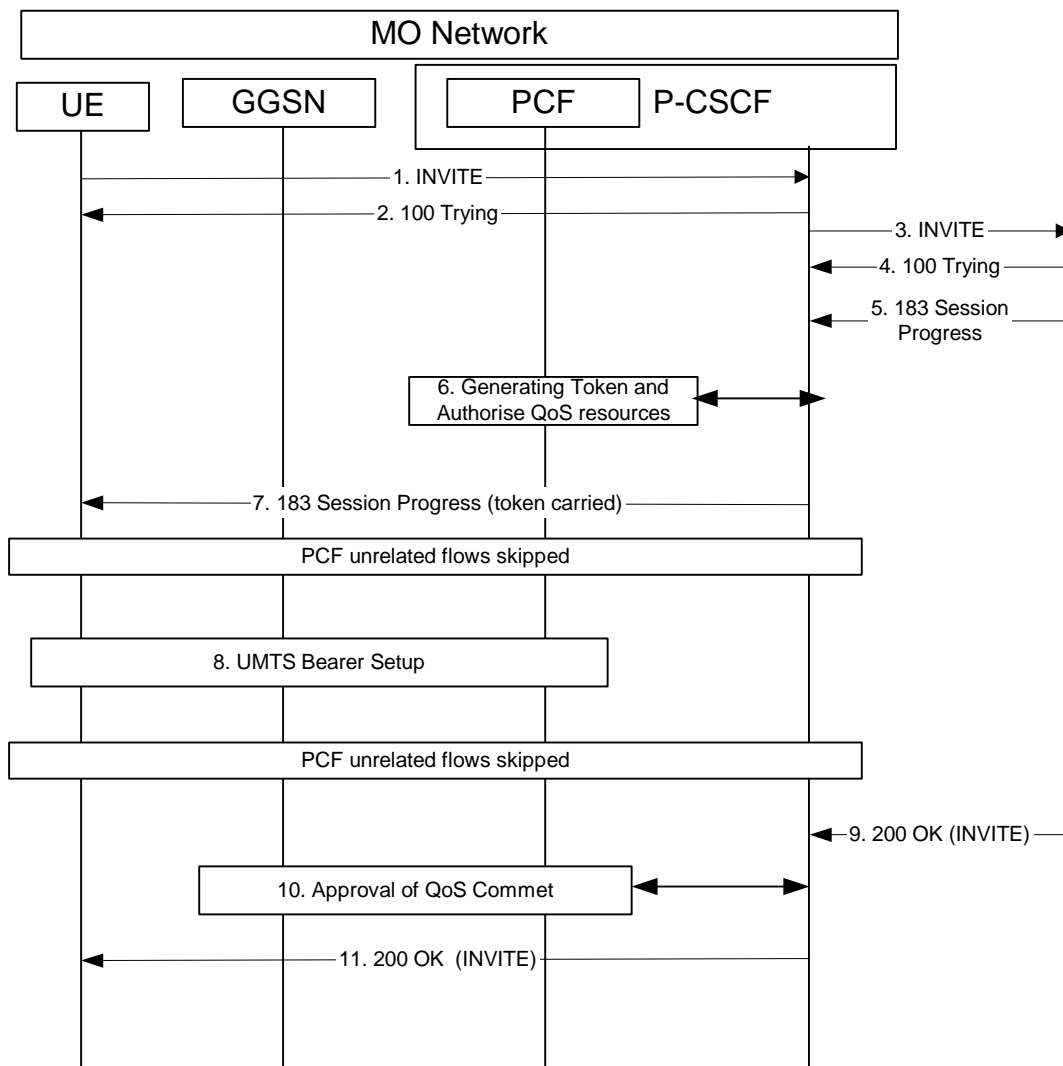 MO Network
UE
GGSN
PCF
P-CSCF
1. INVITE
2. 100 Trying
3. INVITE
4. 100 Trying
5. 183 Session
Progress
6. Generating Token and
Authorise QoS resources
7. 183 Session Progress (token carried)
PCF unrelated flows skipped
8. UMTS Bearer Setup
PCF unrelated flows skipped
9. 200 OK (INVITE)
10. Approval of QoS Commet
11. 200 OK  (INVITE)